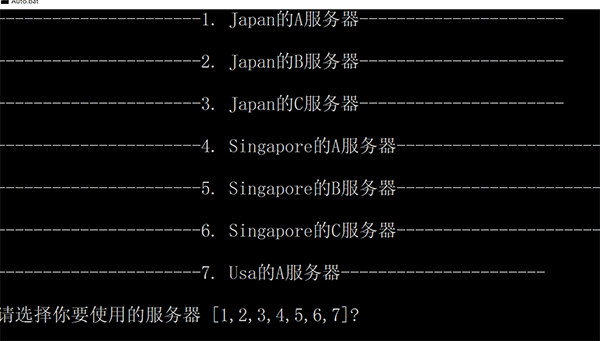 Auto.bat
----------------------1. Japan的A服务器----------------------
----------------------2. Japan的B服务器----------------------
----------------------3. Japan的C服务器----------------------
----------------------4. Singapore的A服务器----------------------
----------------------5. Singapore的B服务器----------------------
----------------------6. Singapore的C服务器----------------------
----------------------7. Usa的A服务器----------------------
请选择你要使用的服务器 [1,2,3,4,5,6,7]?